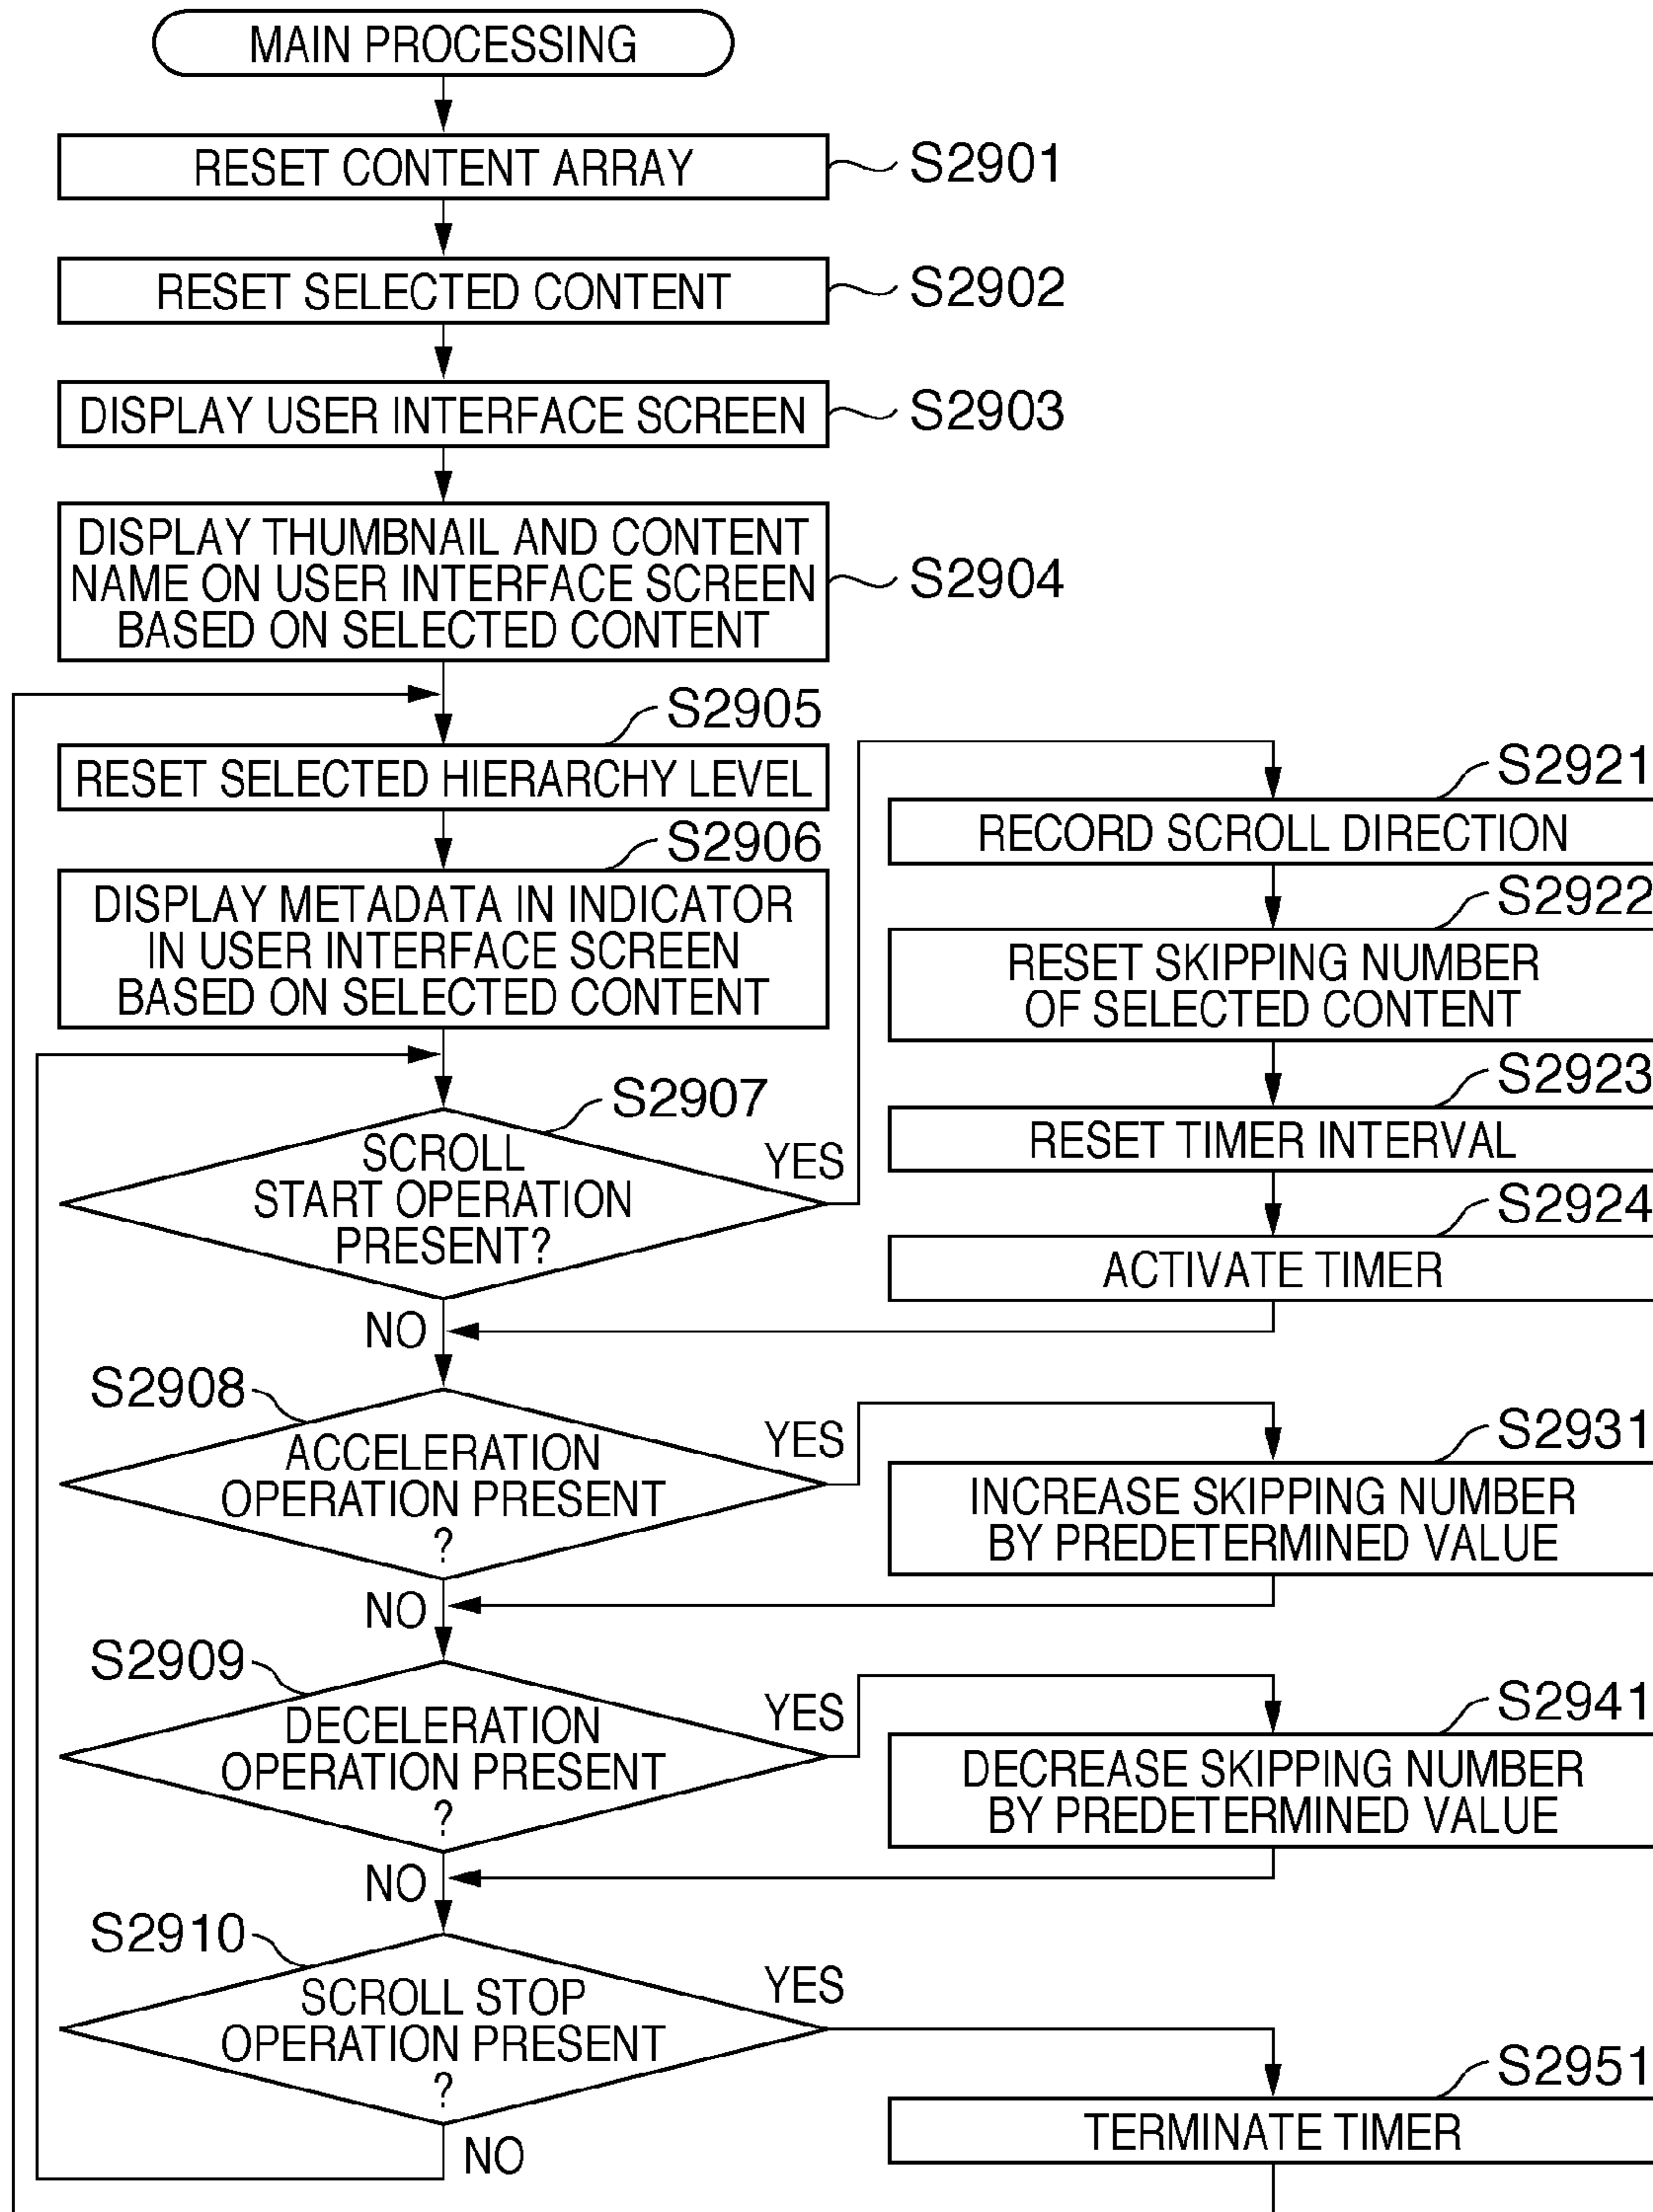 MAIN PROCESSING
RESET CONTENT ARRAY
S2901
RESET SELECTED CONTENT
S2902
DISPLAY USER INTERFACE SCREEN
S2903
DISPLAY THUMBNAIL AND CONTENT
NAME ON USER INTERFACE SCREEN
BASED ON SELECTED CONTENT
S2904
S2905
RESET SELECTED HIERARCHY LEVEL
S2906
DISPLAY METADATA IN INDICATOR
IN USER INTERFACE SCREEN
BASED ON SELECTED CONTENT
S2907
SCROLL
START OPERATION
PRESENT?
YES
NO
S2921
RECORD SCROLL DIRECTION
S2922
RESET SKIPPING NUMBER
OF SELECTED CONTENT
S2923
RESET TIMER INTERVAL
S2924
ACTIVATE TIMER
S2908
ACCELERATION
OPERATION PRESENT
?
YES
NO
S2931
INCREASE SKIPPING NUMBER
BY PREDETERMINED VALUE
S2909
DECELERATION
OPERATION PRESENT
?
YES
NO
S2941
DECREASE SKIPPING NUMBER
BY PREDETERMINED VALUE
S2910
SCROLL STOP
OPERATION PRESENT
?
YES
NO
S2951
TERMINATE TIMER